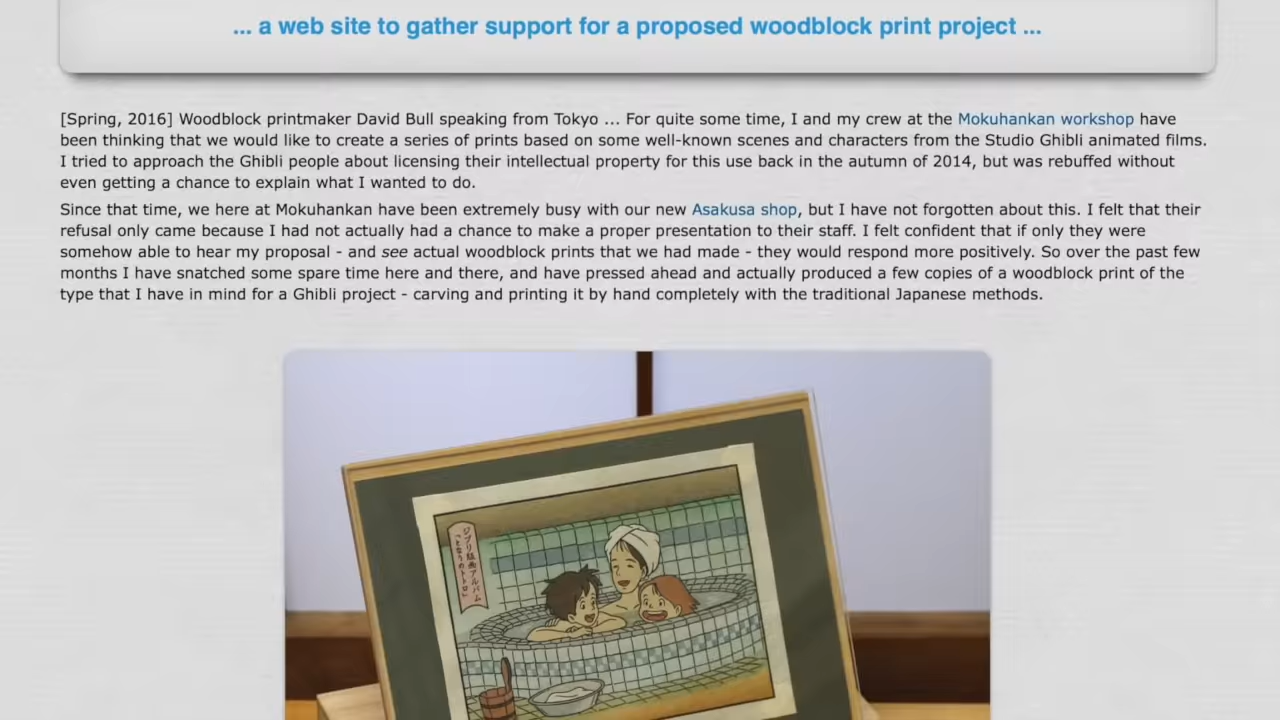 ... a web site to gather support for a proposed woodblock print project ...
[Spring, 2016] Woodblock printmaker David Bull speaking from Tokyo ... For quite some time, I and my crew at the Mokuhankan workshop have
been thinking that we would like to create a series of prints based on some well-known scenes and characters from the Studio Ghibli animated films.
I tried to approach the Ghibli people about licensing their intellectual property for this use back in the autumn of 2014, but was rebuffed without
even getting a chance to explain what I wanted to do.
Since that time, we here at Mokuhankan have been extremely busy with our new Asakusa shop, but I have not forgotten about this. I felt that their
refusal only came because I had not actually had a chance to make a proper presentation to their staff. I felt confident that if only they were
somehow able to hear my proposal - and see actual woodblock prints that we had made - they would respond more positively. So over the past few
months I have snatched some spare time here and there, and have pressed ahead and actually produced a few copies of a woodblock print of the
type that I have in mind for a Ghibli project - carving and printing it by hand completely with the traditional Japanese methods.
ジブリ版画アルバム
「となりのトトロ」